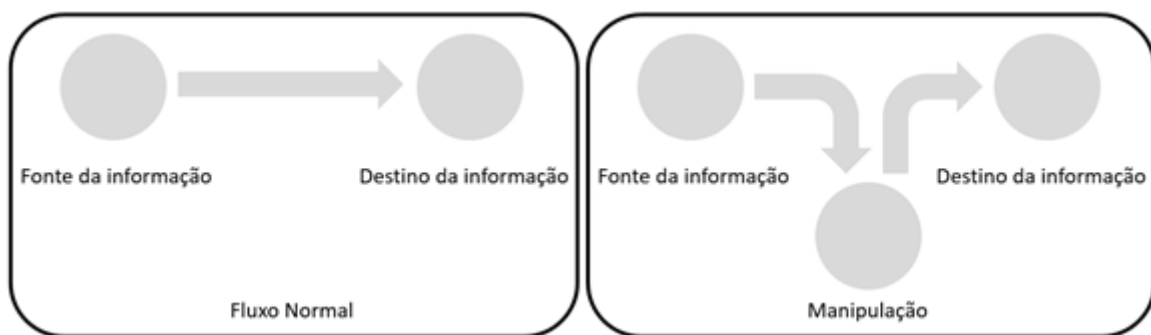 Fonte da informação
Destino da informação
Fluxo Normal
Fonte da informação
Destino da informação
Manipulação